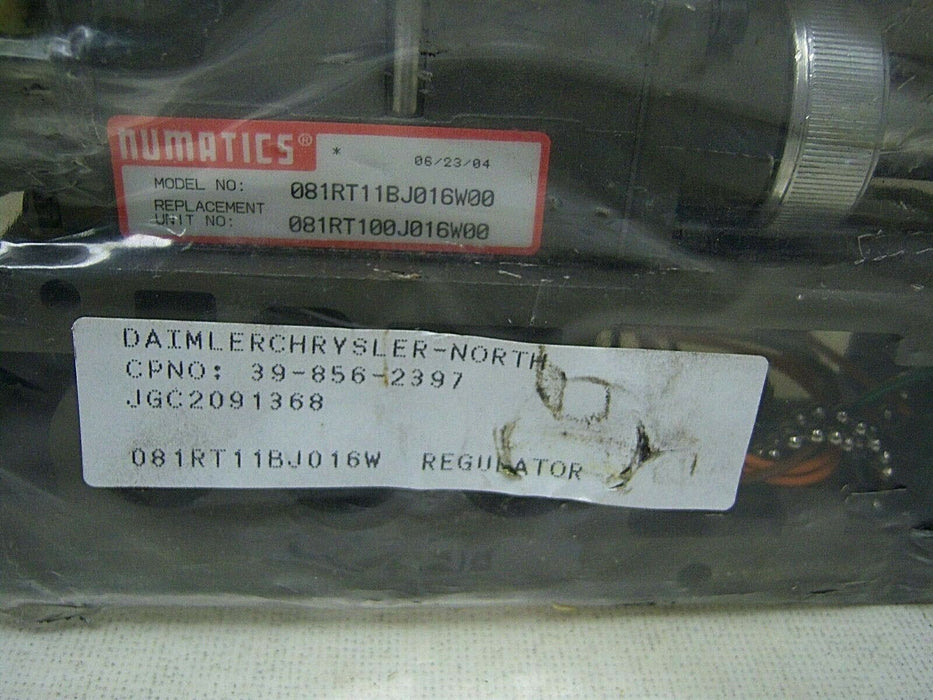 NUMATICS®
* 06/23/04
MODEL NO: 081RT11BJ016W00
REPLACEMENT
UNIT NO: 081RT100J016W00
DAIMLERCHRYSLER-NORTH
CPNO: 39-856-2397
JGC2091368
081RT11BJ016W REGULATOR